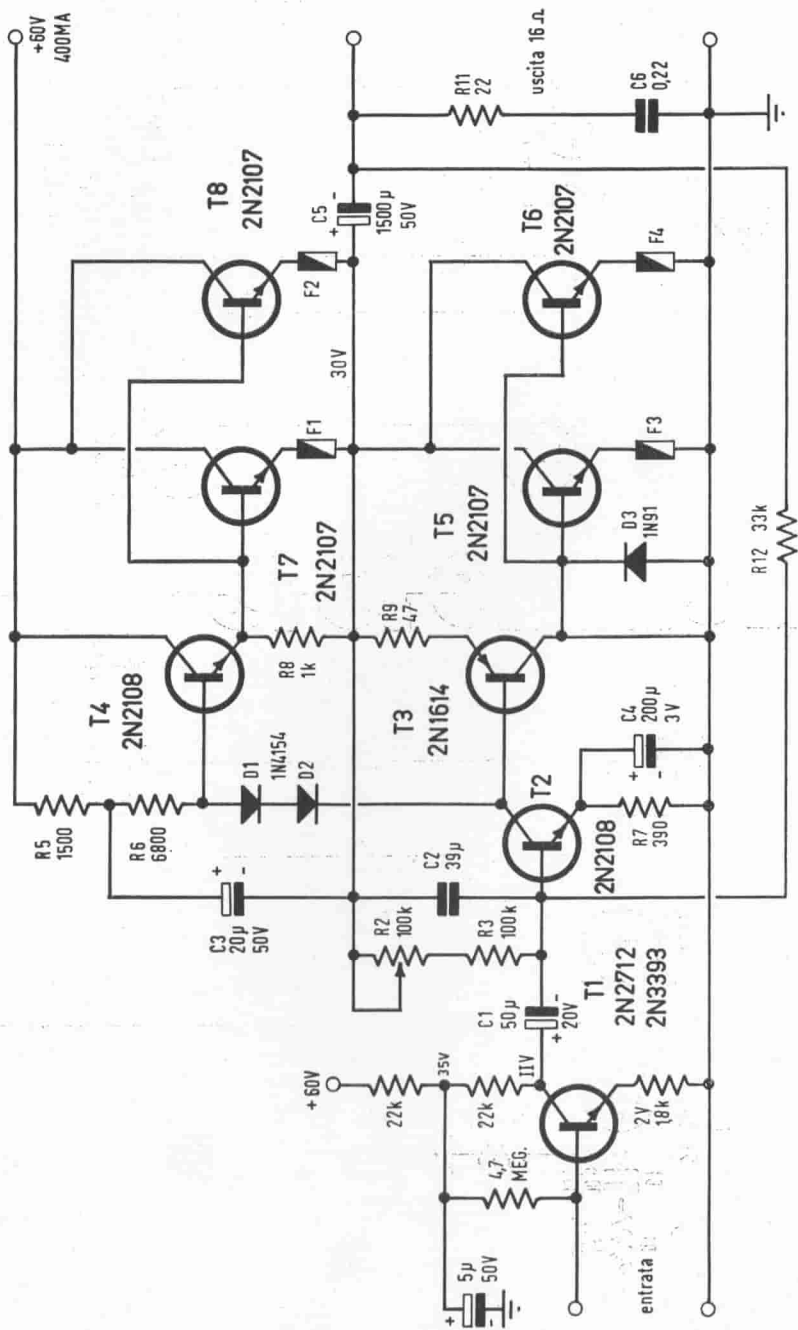 +60V
400MA
T8
2N2107
F2
C5
+
-
1500µ
50V
R11
22
uscita 16 Ω
C6
0,22
T7
2N2107
F1
30V
T6
2N2107
F4
T5
2N2107
F3
D3
1N91
T4
2N2108
R8
1k
R9
47
T3
2N1614
R12 33k
R5
1500
R6
6800
D1
1N4154
D2
T2
2N2108
C4
200µ
3V
+
-
R7
390
C3
20µ
50V
+
-
C2
39µ
R2
100k
R3
100k
C1
50µ
+
-
20V
T1
2N2712
2N3393
+60V
22k
35V
22k
11V
4,7
MEG.
2V
1,8k
5µ
50V
+
-
entrata